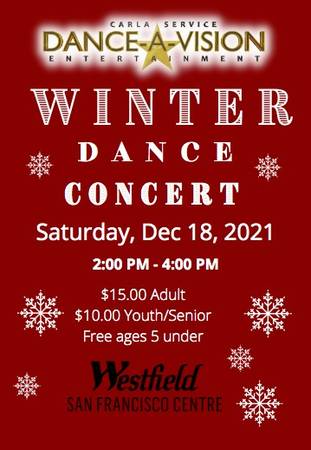 CARLA SERVICE
DANCE-A-VISION
ENTERTAINMENT
WINTER
DANCE
CONCERT
Saturday, Dec 18, 2021
2:00 PM - 4:00 PM
$15.00 Adult
$10.00 Youth/Senior
Free ages 5 under
Westfield
SAN FRANCISCO CENTRE